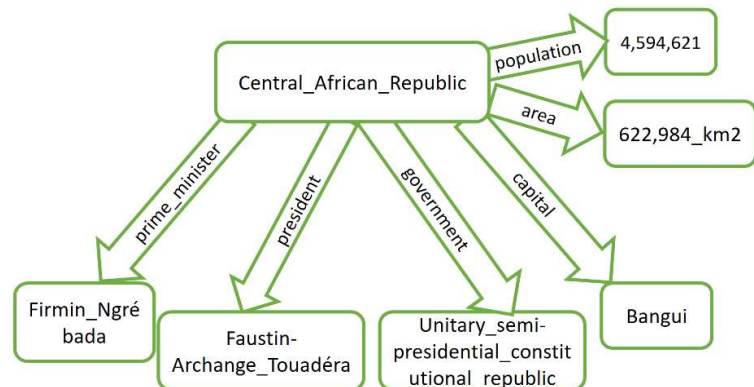 population
4,594,621
Central_African_Republic
area
622,984_km2
prime_minister
president
government
capital
Firmin_Ngré
bada
Faustin-
Archange_Touadéra
Unitary_semi-
presidential_constit
utional_republic
Bangui